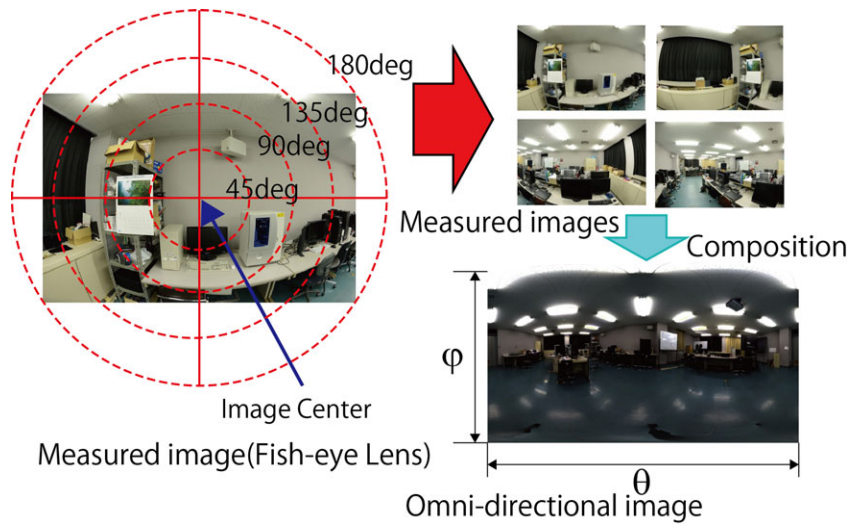 180deg
135deg
90deg
45deg
Image Center
Measured image(Fish-eye Lens)
Measured images
Composition
φ
θ
Omni-directional image